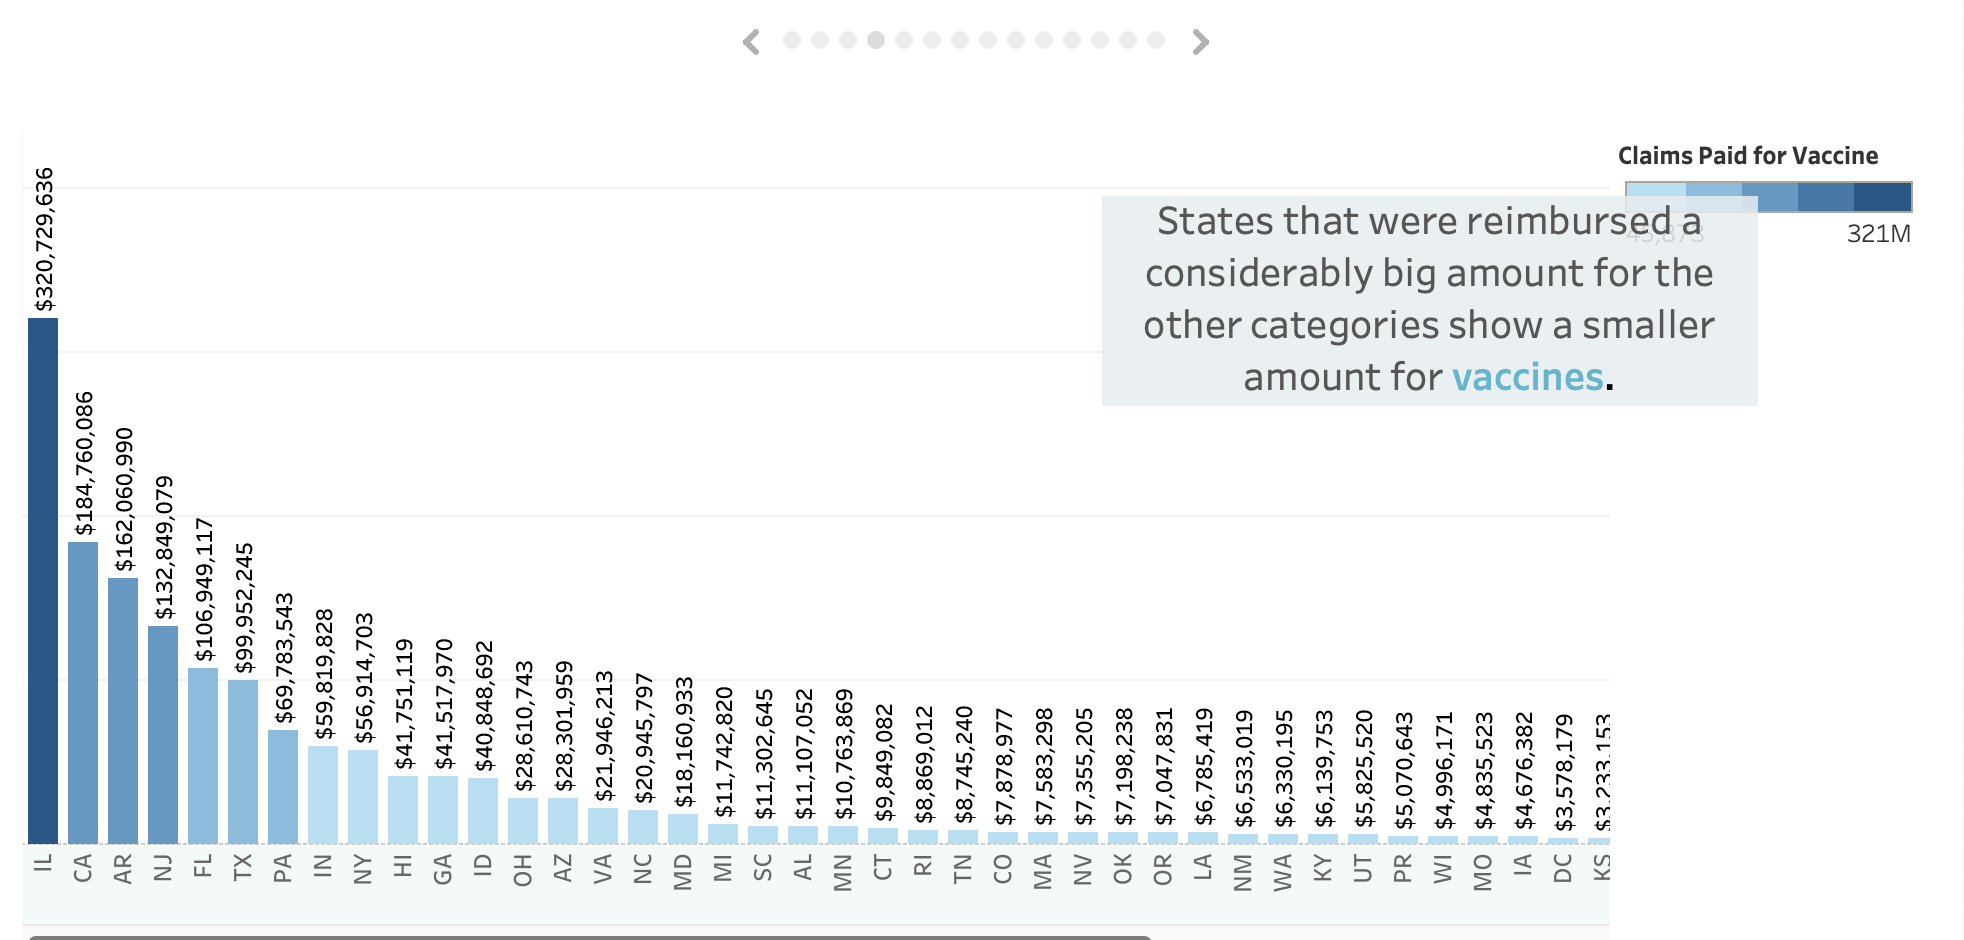 Claims Paid for Vaccine
45,873
321M
States that were reimbursed a
considerably big amount for the
other categories show a smaller
amount for vaccines.
$320,729,636
$184,760,086
$162,060,990
$132,849,079
$106,949,117
$99,952,245
$69,783,543
$59,819,828
$56,914,703
$41,751,119
$41,517,970
$40,848,692
$28,610,743
$28,301,959
$21,946,213
$20,945,797
$18,160,933
$11,742,820
$11,302,645
$11,107,052
$10,763,869
$9,849,082
$8,869,012
$8,745,240
$7,878,977
$7,583,298
$7,355,205
$7,198,238
$7,047,831
$6,785,419
$6,533,019
$6,330,195
$6,139,753
$5,825,520
$5,070,643
$4,996,171
$4,835,523
$4,676,382
$3,578,179
$3,233,153
IL
CA
AR
NJ
FL
TX
PA
IN
NY
HI
GA
ID
OH
AZ
VA
NC
MD
MI
SC
AL
MN
CT
RI
TN
CO
MA
NV
OK
OR
LA
NM
WA
KY
UT
PR
WI
MO
IA
DC
KS